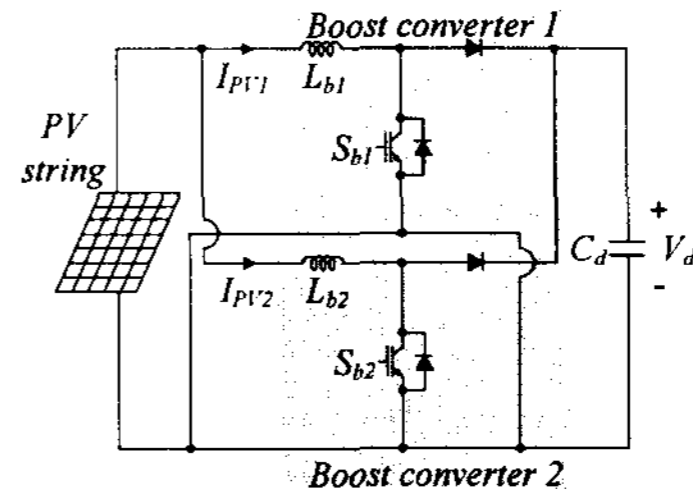 Boost converter 1
I_PV1
L_b1
PV
string
S_b1
+
C_d
V_d
-
I_PV2
L_b2
S_b2
Boost converter 2